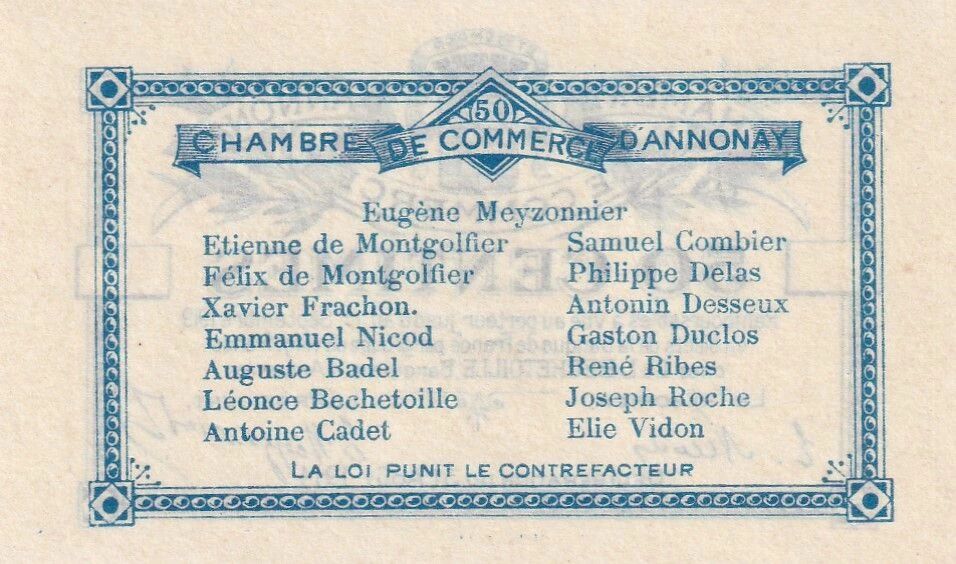 50
CHAMBRE DE COMMERCE D'ANNONAY
Eugène Meyzonnier
Etienne de Montgolfier
Félix de Montgolfier
Xavier Frachon.
Emmanuel Nicod
Auguste Badel
Léonce Bechetoille
Antoine Cadet
Samuel Combier
Philippe Delas
Antonin Desseux
Gaston Duclos
René Ribes
Joseph Roche
Elie Vidon
LA LOI PUNIT LE CONTREFACTEUR